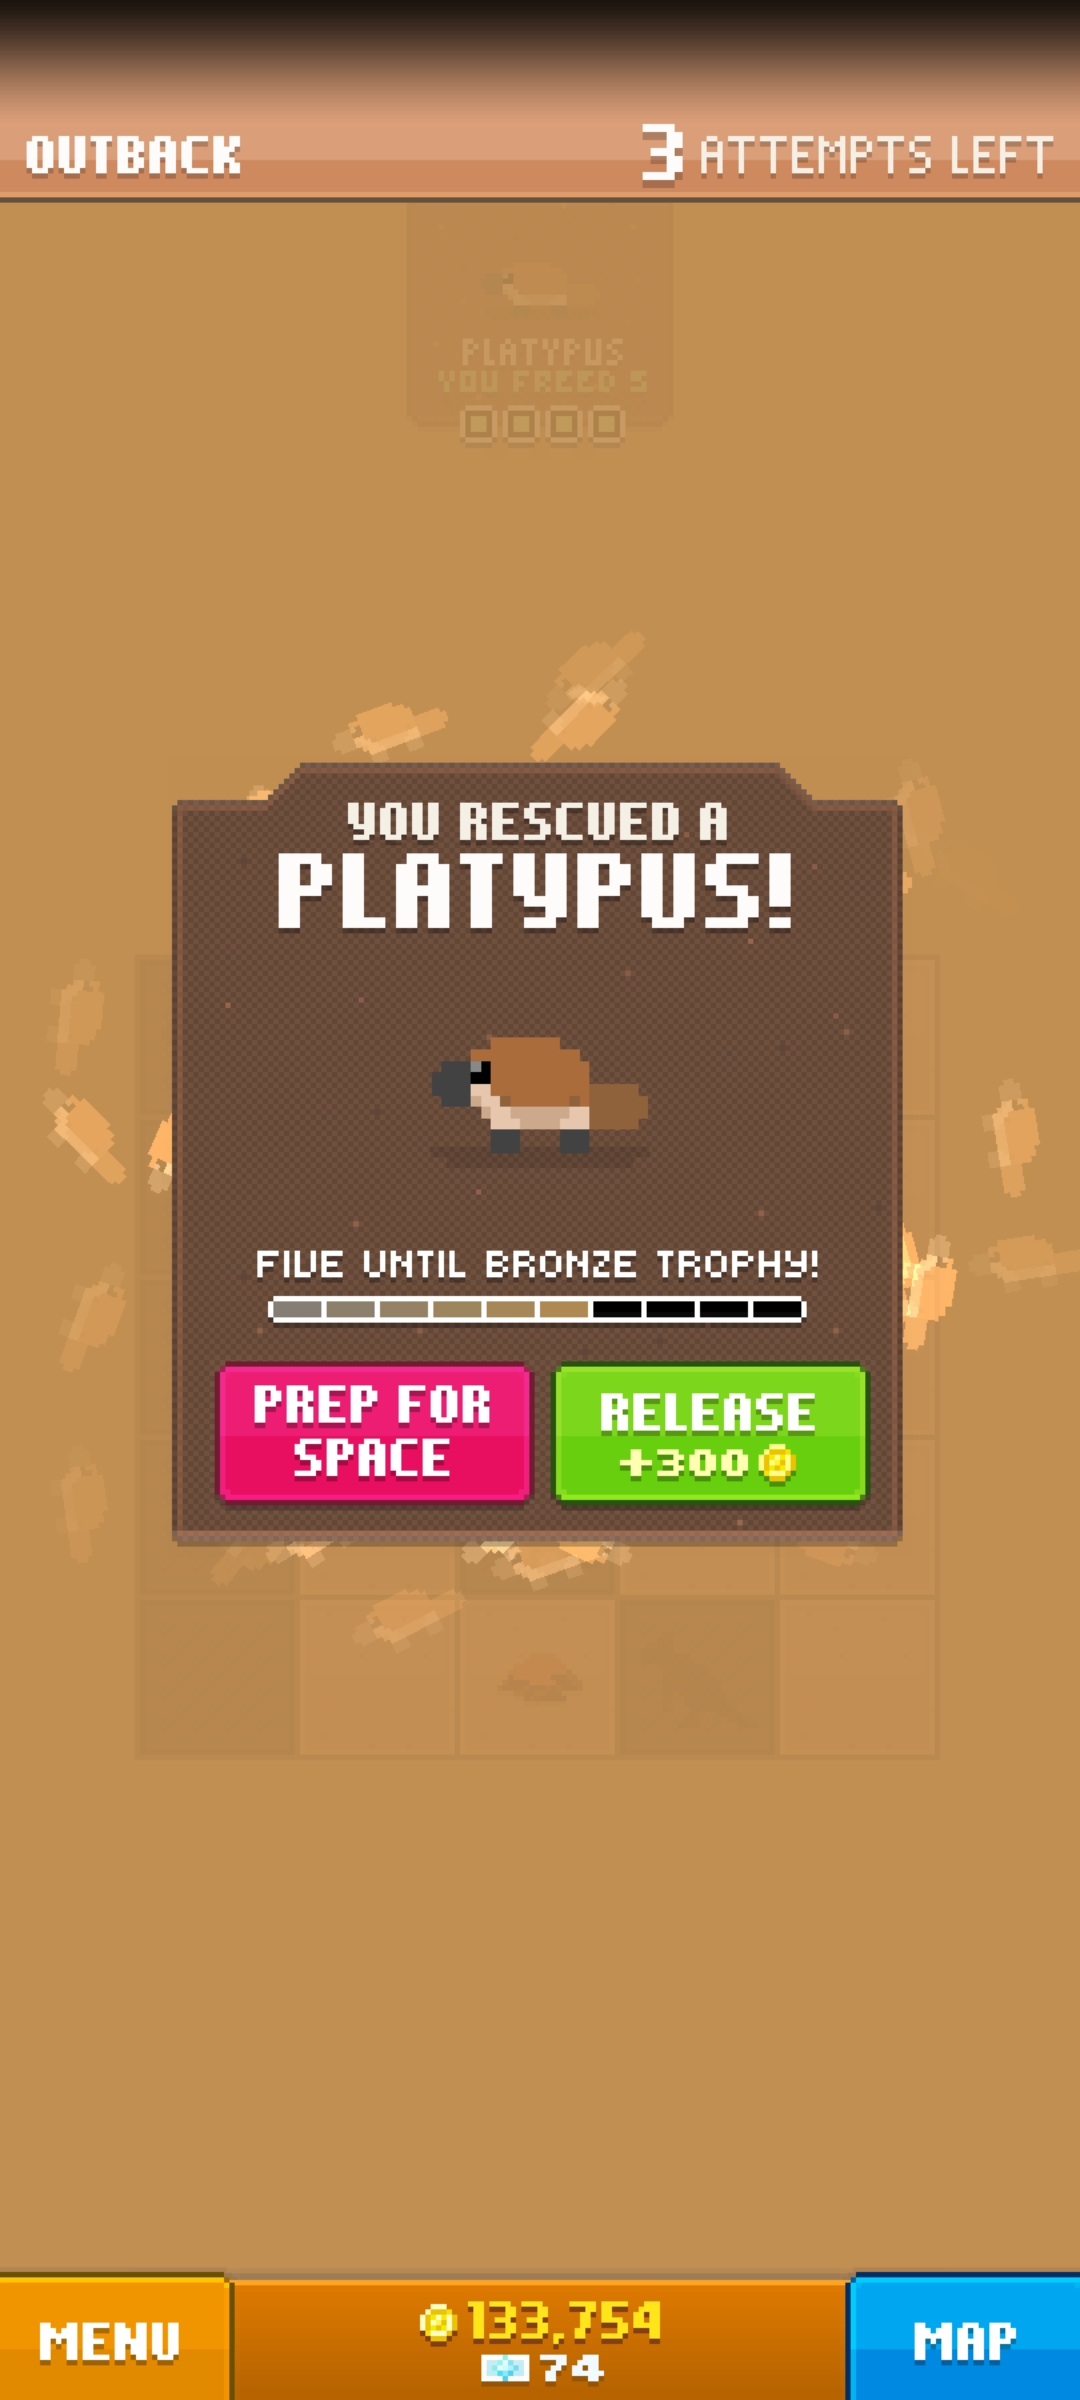 OUTBACK
3 ATTEMPTS LEFT
PLATYPUS
YOU FREED 5
YOU RESCUED A
PLATYPUS!
FIVE UNTIL BRONZE TROPHY!
PREP FOR
SPACE
RELEASE
+300
MENU
133,754
74
MAP